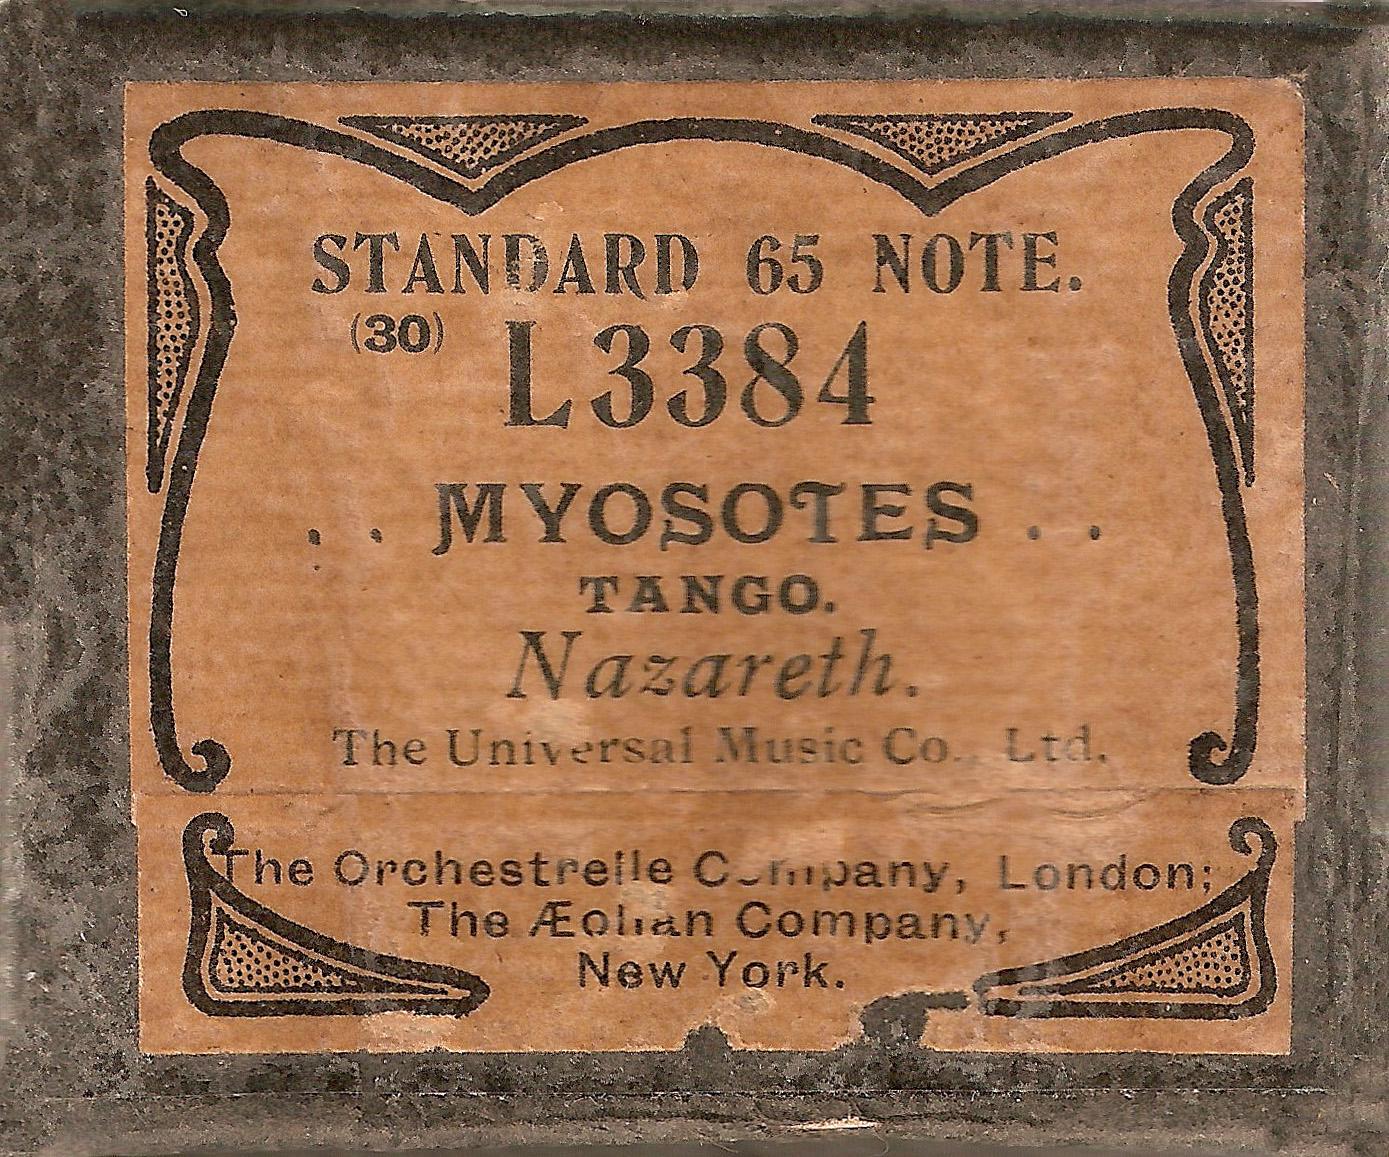 STANDARD 65 NOTE.
(30) L3384
. . MYOSOTES . .
TANGO.
Nazareth.
The Universal Music Co., Ltd.
The Orchestrelle Company, London;
The Æolian Company,
New York.